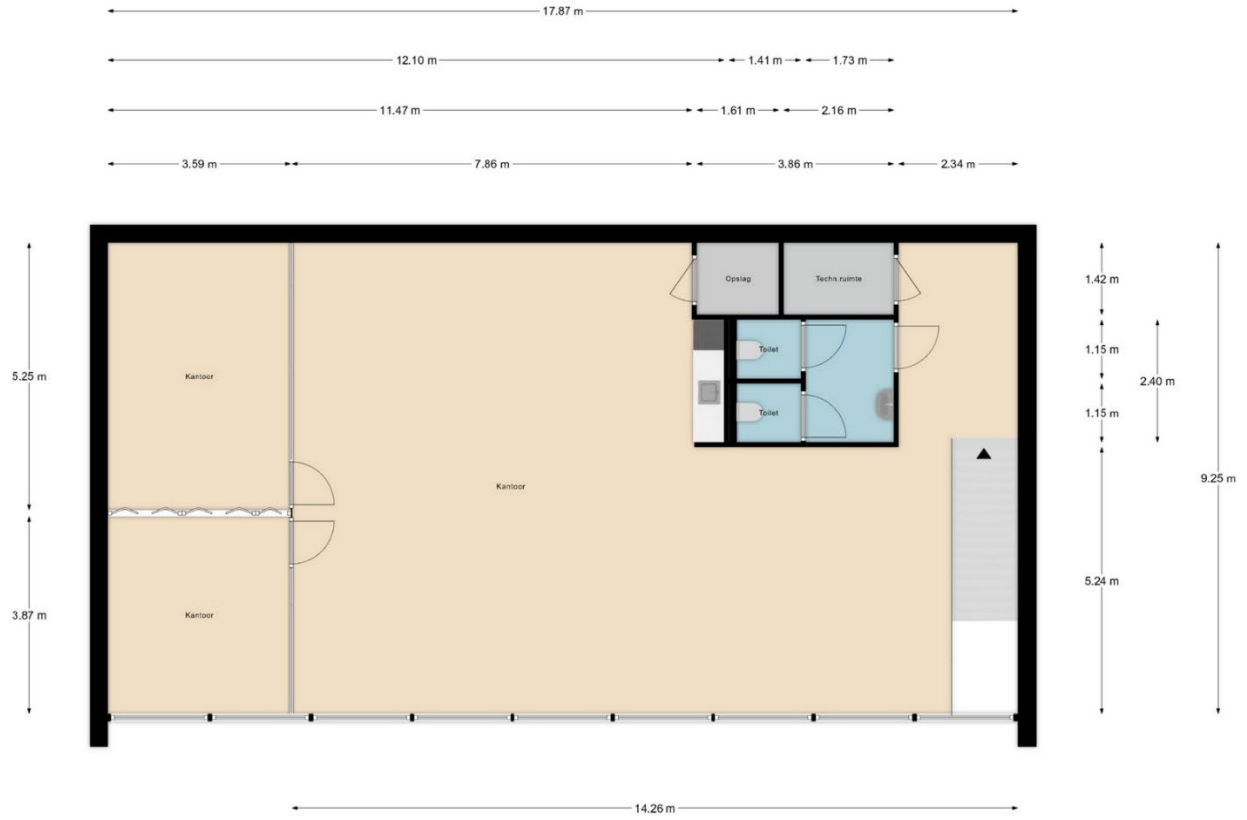 17.87 m
12.10 m
1.41 m
1.73 m
11.47 m
1.61 m
2.16 m
3.59 m
7.86 m
3.86 m
2.34 m
1.42 m
Opslag
Techn.ruimte
1.15 m
Toilet
5.25 m
Kantoor
2.40 m
1.15 m
Toilet
9.25 m
Kantoor
5.24 m
3.87 m
Kantoor
14.26 m